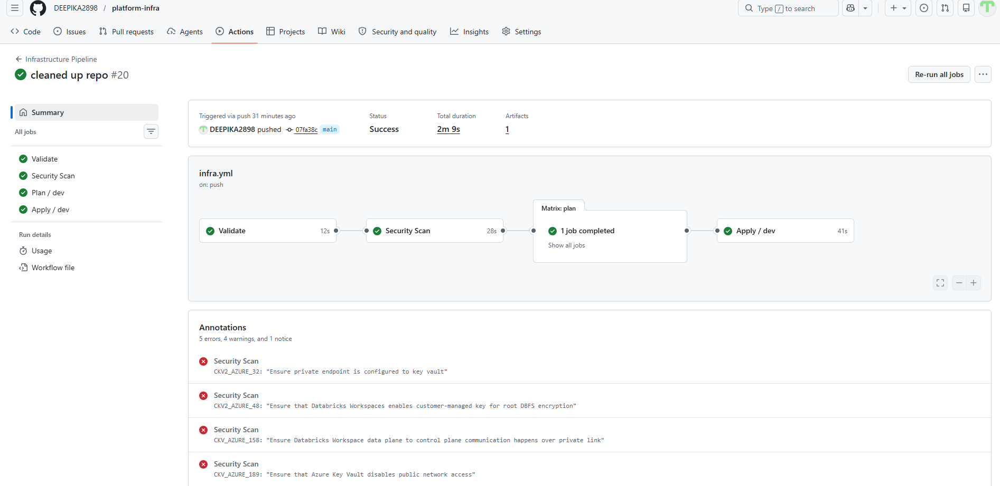 DEEPIKA2898 / platform-infra
Type / to search
Code
Issues
Pull requests
Agents
Actions
Projects
Wiki
Security and quality
Insights
Settings
← Infrastructure Pipeline
cleaned up repo #20
Re-run all jobs
Summary
All jobs
Validate
Security Scan
Plan / dev
Apply / dev
Run details
Usage
Workflow file
Triggered via push 31 minutes ago
DEEPIKA2898 pushed 07fa38c main
Status
Success
Total duration
2m 9s
Artifacts
1
infra.yml
on: push
Validate 12s
Security Scan 28s
Matrix: plan
1 job completed
Show all jobs
Apply / dev 41s
Annotations
5 errors, 4 warnings, and 1 notice
Security Scan
CKV2_AZURE_32: "Ensure private endpoint is configured to key vault"
Security Scan
CKV2_AZURE_48: "Ensure that Databricks Workspaces enables customer-managed key for root DBFS encryption"
Security Scan
CKV_AZURE_158: "Ensure Databricks Workspace data plane to control plane communication happens over private link"
Security Scan
CKV_AZURE_189: "Ensure that Azure Key Vault disables public network access"